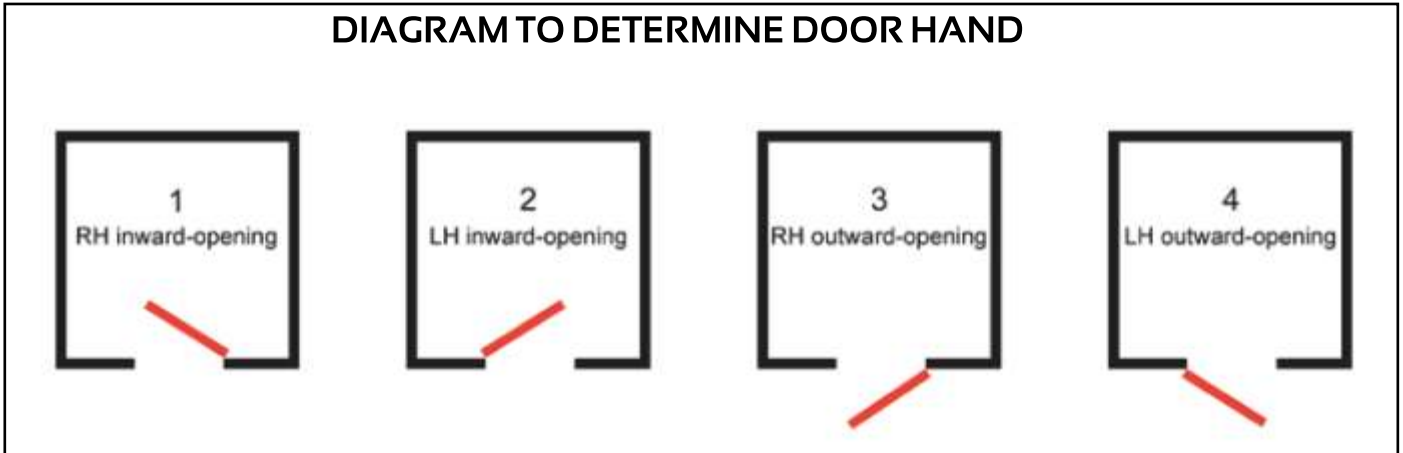 DIAGRAM TO DETERMINE DOOR HAND
1
RH inward-opening
2
LH inward-opening
3
RH outward-opening
4
LH outward-opening